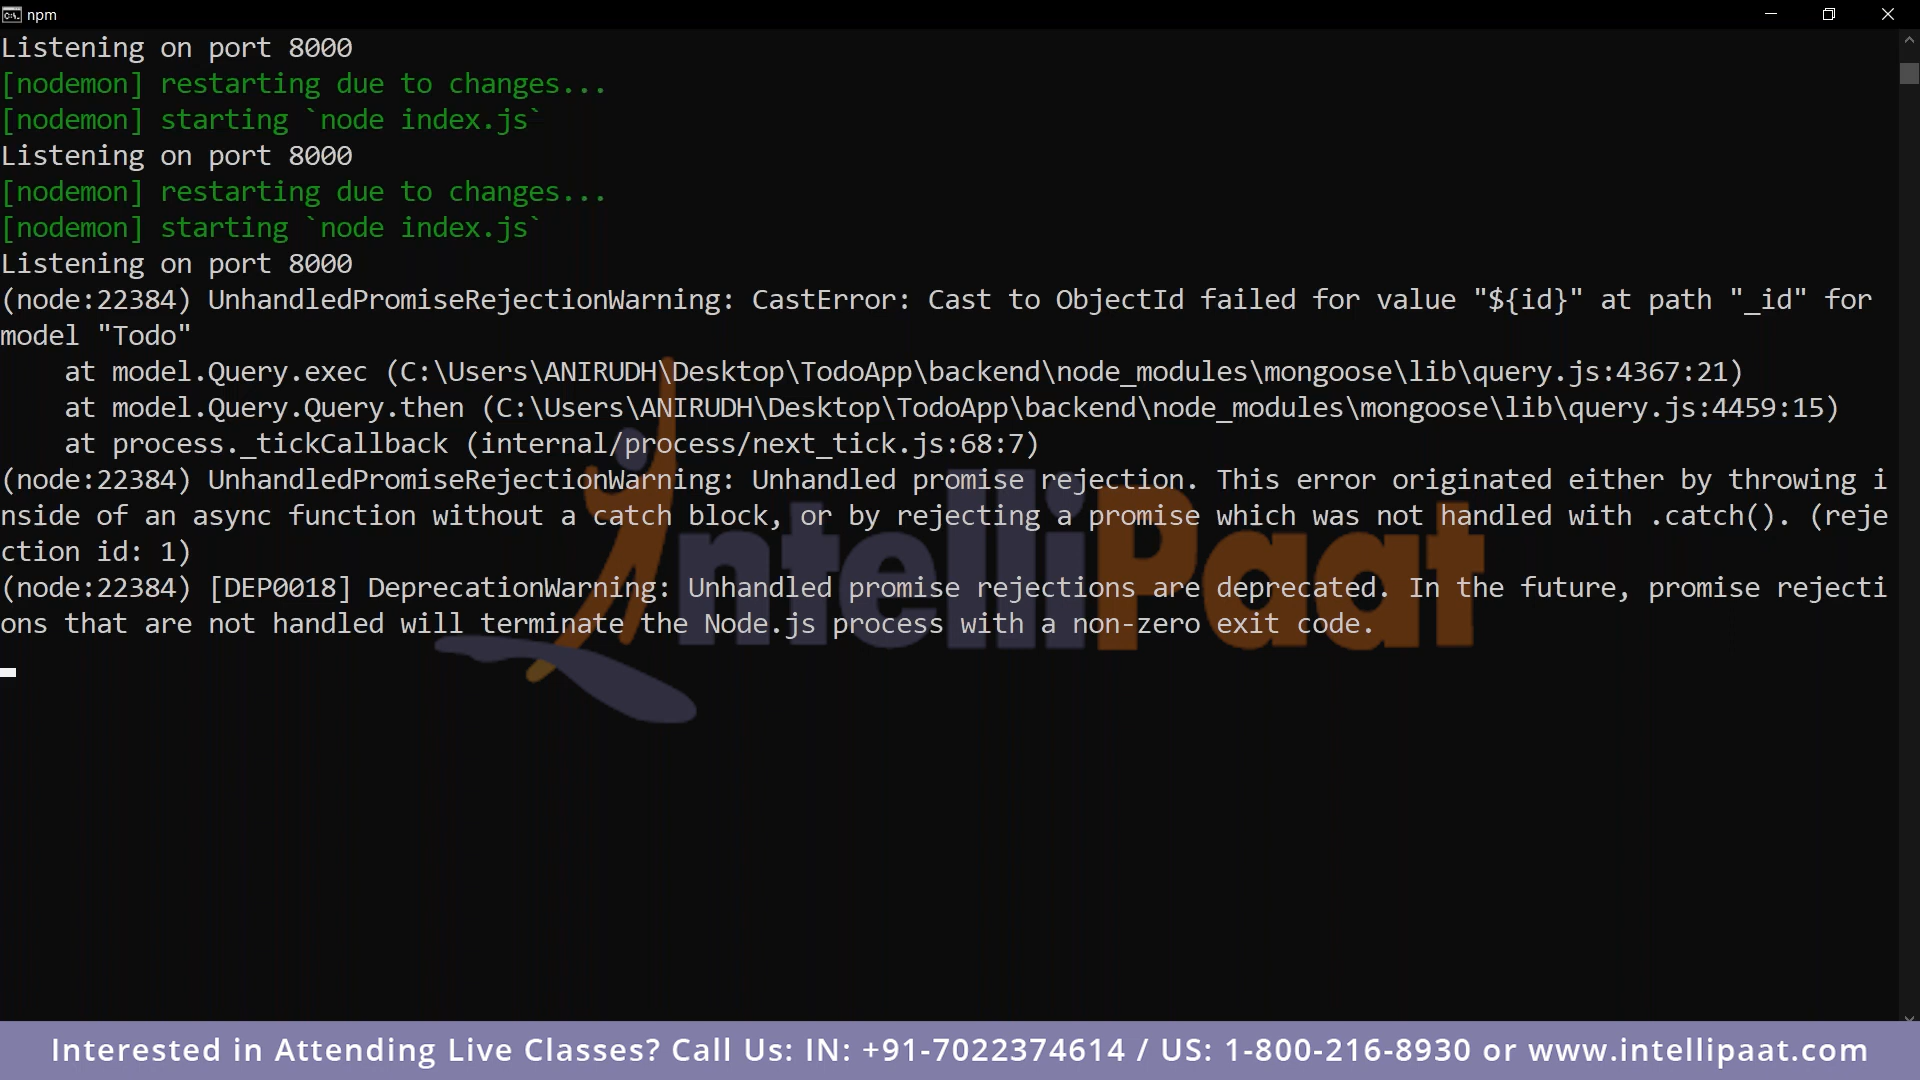 npm
Listening on port 8000
[nodemon] restarting due to changes...
[nodemon] starting `node index.js`
Listening on port 8000
[nodemon] restarting due to changes...
[nodemon] starting `node index.js`
Listening on port 8000
(node:22384) UnhandledPromiseRejectionWarning: CastError: Cast to ObjectId failed for value "${id}" at path "_id" for
model "Todo"
    at model.Query.exec (C:\Users\ANIRUDH\Desktop\TodoApp\backend\node_modules\mongoose\lib\query.js:4367:21)
    at model.Query.Query.then (C:\Users\ANIRUDH\Desktop\TodoApp\backend\node_modules\mongoose\lib\query.js:4459:15)
    at process._tickCallback (internal/process/next_tick.js:68:7)
(node:22384) UnhandledPromiseRejectionWarning: Unhandled promise rejection. This error originated either by throwing i
nside of an async function without a catch block, or by rejecting a promise which was not handled with .catch(). (reje
ction id: 1)
(node:22384) [DEP0018] DeprecationWarning: Unhandled promise rejections are deprecated. In the future, promise rejecti
ons that are not handled will terminate the Node.js process with a non-zero exit code.
IntelliPaat
Interested in Attending Live Classes? Call Us: IN: +91-7022374614 / US: 1-800-216-8930 or www.intellipaat.com